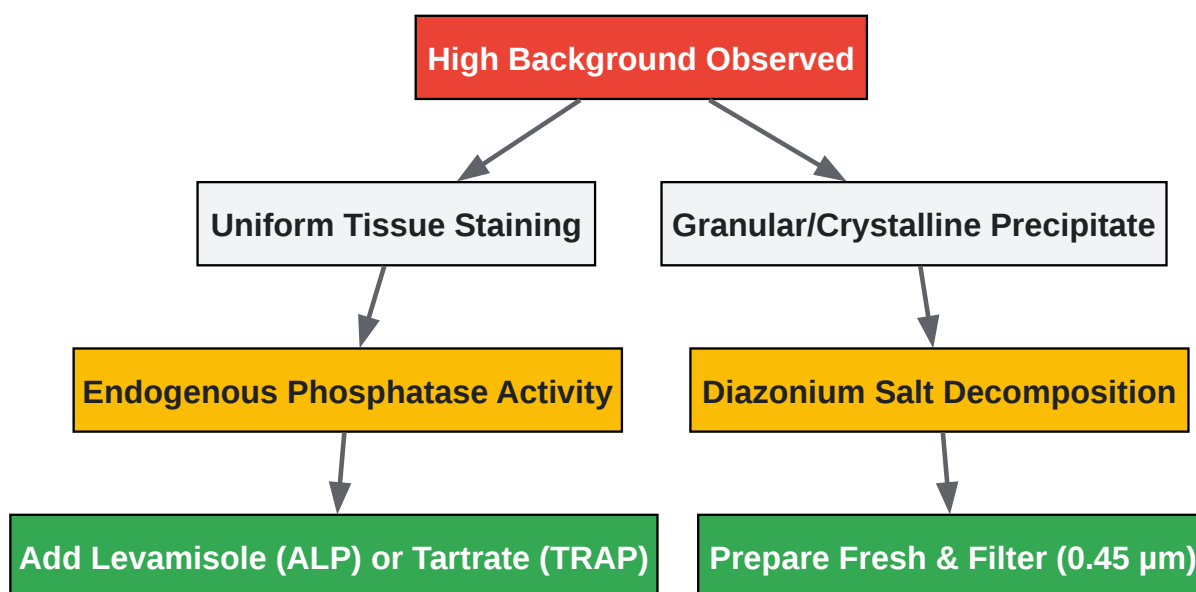 High Background Observed
Uniform Tissue Staining
Granular/Crystalline Precipitate
Endogenous Phosphatase Activity
Diazonium Salt Decomposition
Add Levamisole (ALP) or Tartrate (TRAP)
Prepare Fresh & Filter (0.45 µm)